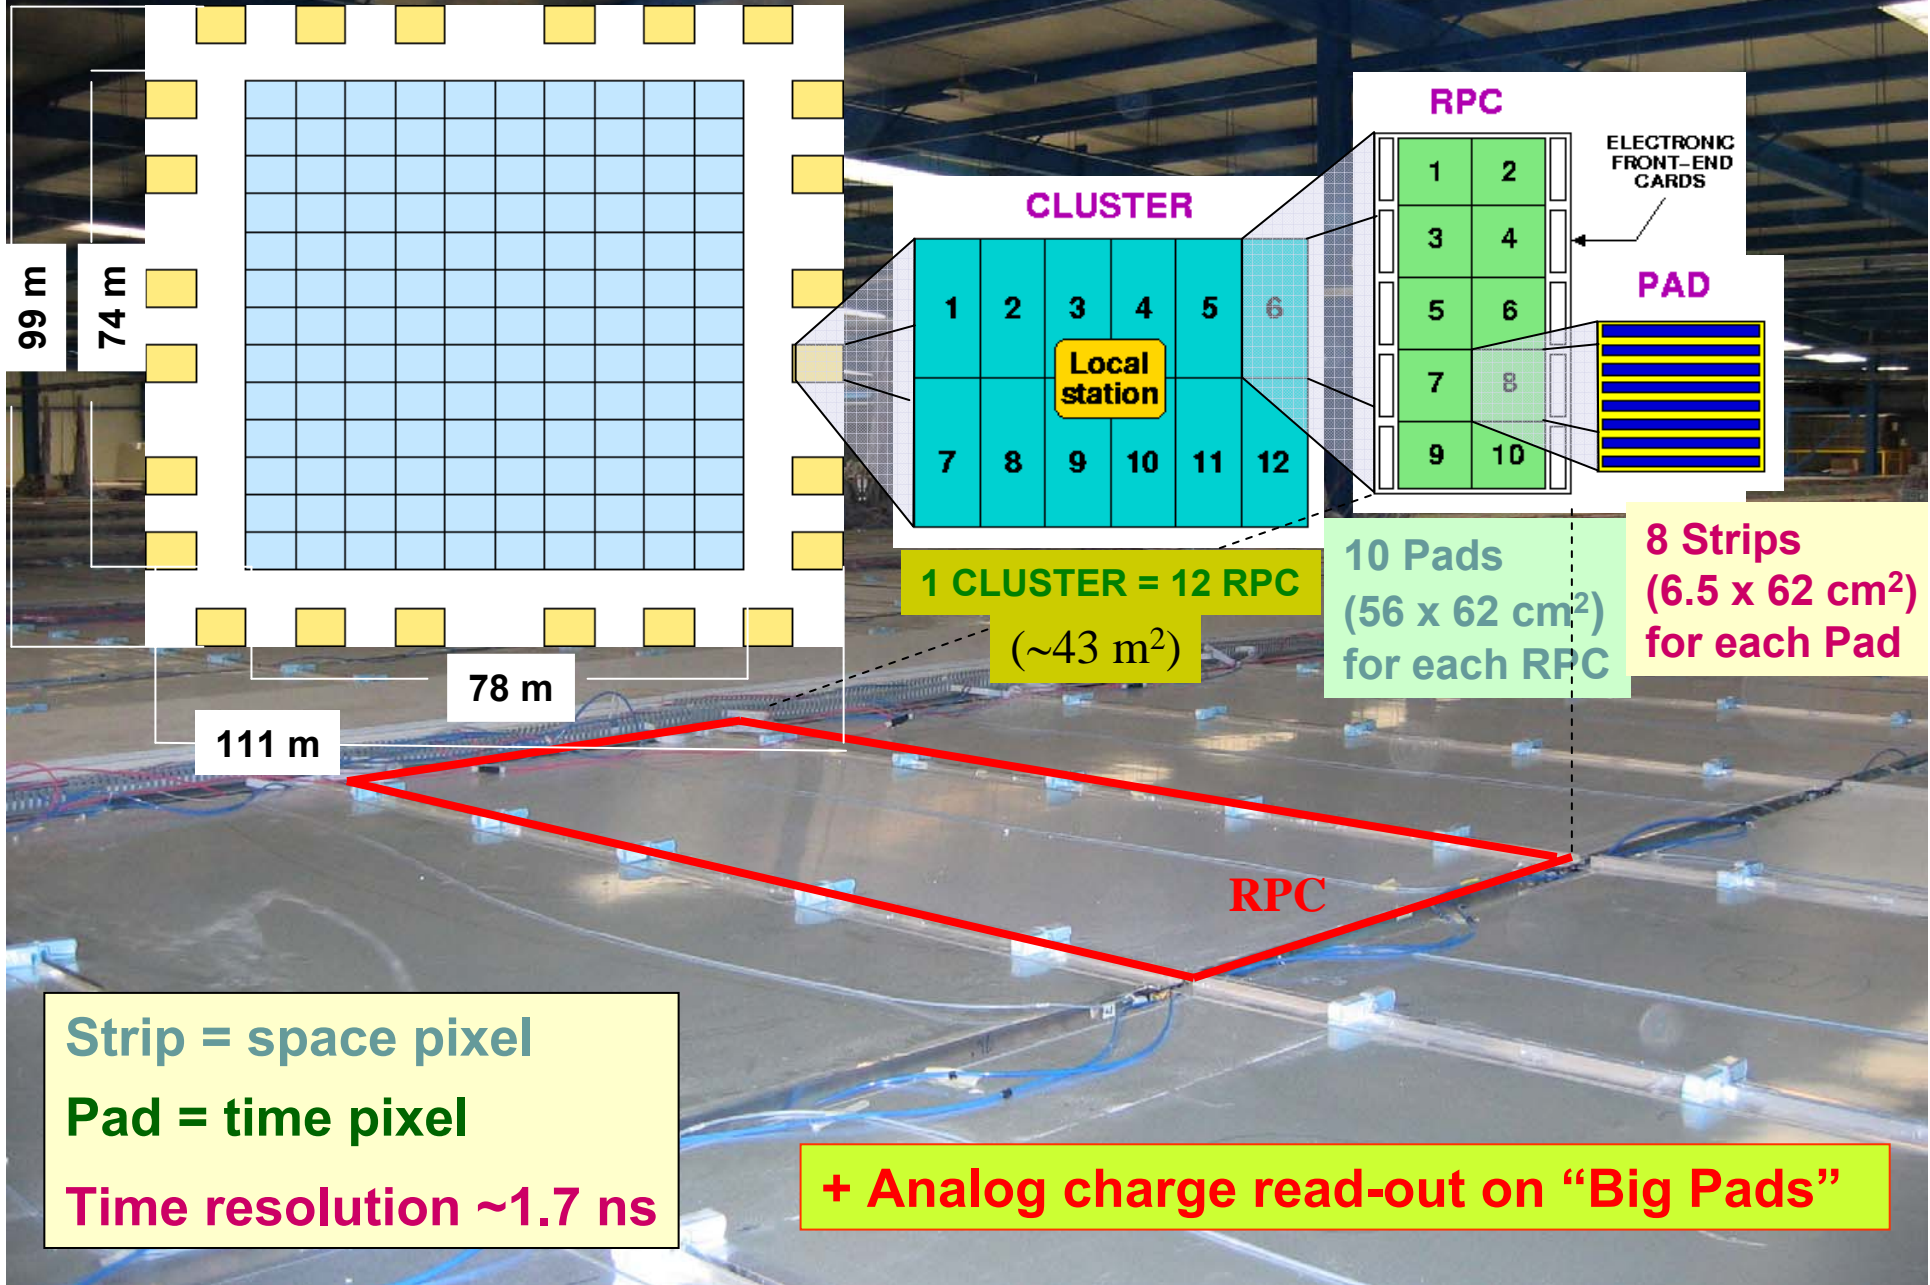 99 m
74 m
78 m
111 m
CLUSTER
1 2 3 4 5 6
Local
station
7 8 9 10 11 12
1 CLUSTER = 12 RPC
(~43 m²)
RPC
1 2
3 4
5 6
7 8
9 10
ELECTRONIC
FRONT-END
CARDS
PAD
10 Pads
(56 x 62 cm²)
for each RPC
8 Strips
(6.5 x 62 cm²)
for each Pad
RPC
Strip = space pixel
Pad = time pixel
Time resolution ~1.7 ns
+ Analog charge read-out on “Big Pads”